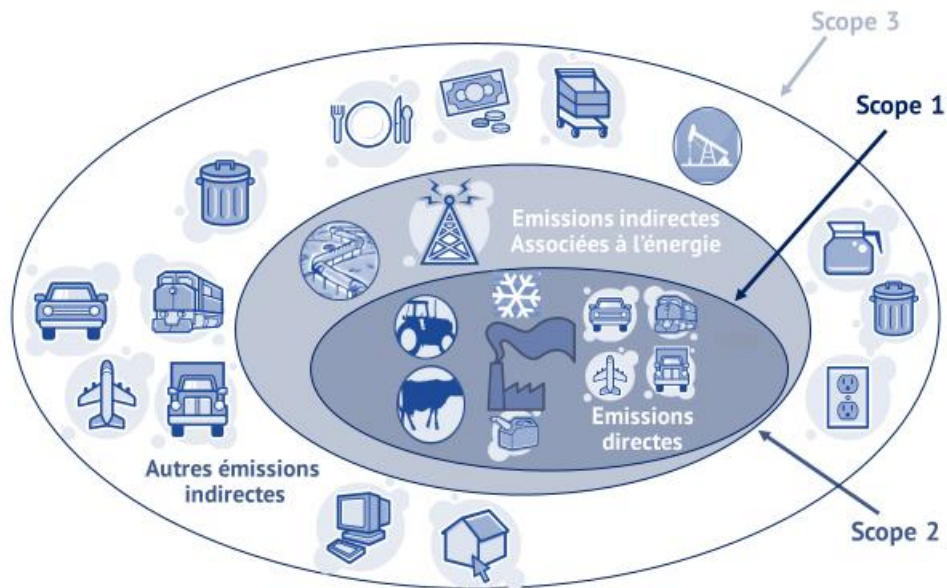 Scope 3
Scope 1
Emissions indirectes
Associées à l'énergie
Emissions
directes
Autres émissions
indirectes
Scope 2